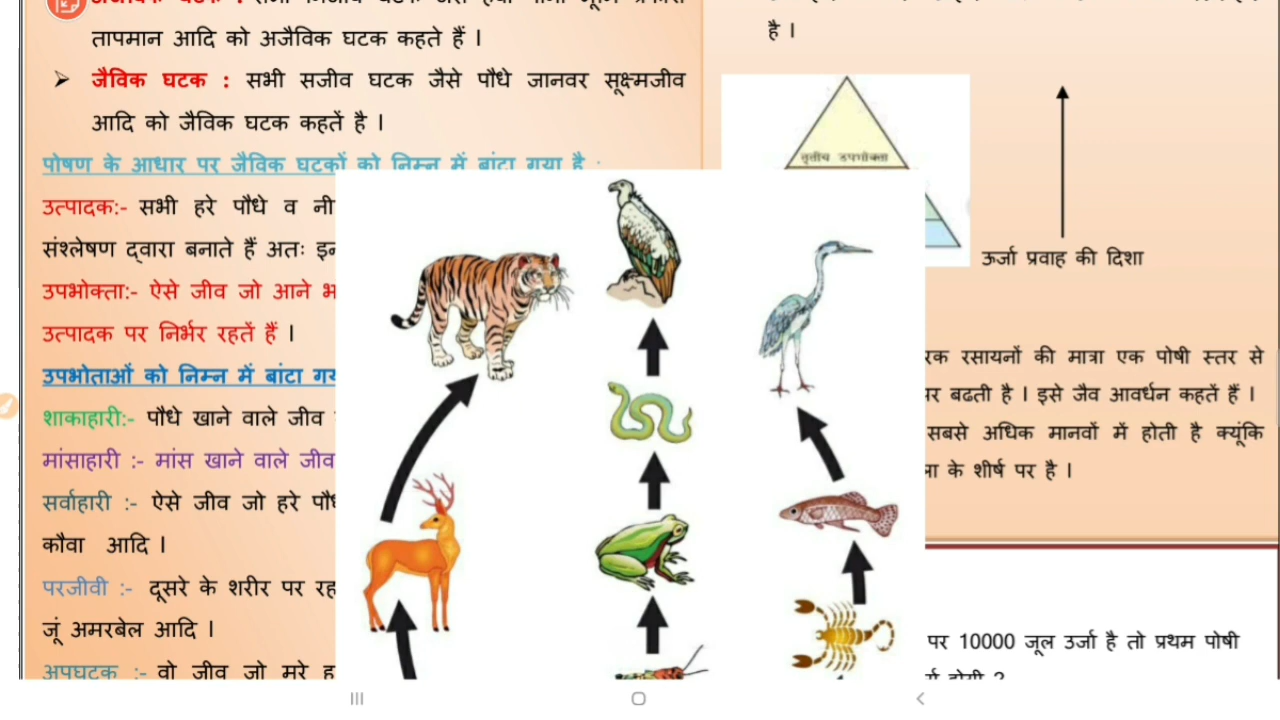 तापमान आदि को अजैविक घटक कहते हैं ।
➢ जैविक घटक : सभी सजीव घटक जैसे पौधे जानवर सूक्ष्मजीव
आदि को जैविक घटक कहतें है ।
पोषण के आधार पर जैविक घटकों को निम्न में बांटा गया है :
उत्पादक:- सभी हरे पौधे व
संश्लेषण द्वारा बनाते हैं अतः
उपभोक्ता:- ऐसे जीव जो आने
उत्पादक पर निर्भर रहतें हैं ।
उपभोताओं को निम्न में बांटा
शाकाहारी:- पौधे खाने वाले जीव
मांसाहारी :- मांस खाने वाले जीव
सर्वाहारी :- ऐसे जीव जो हरे
कौवा आदि ।
परजीवी :- दूसरे के शरीर पर
जूं अमरबेल आदि ।
अपघटक :- वो जीव जो मरे
है ।
तृतीय उपभोक्ता
ऊर्जा प्रवाह की दिशा
रसायनों की मात्रा एक पोषी स्तर से
बढती है । इसे जैव आवर्धन कहतें हैं ।
सबसे अधिक मानवों में होती है क्यूंकि
के शीर्ष पर है ।
पर 10000 जूल उर्जा है तो प्रथम पोषी